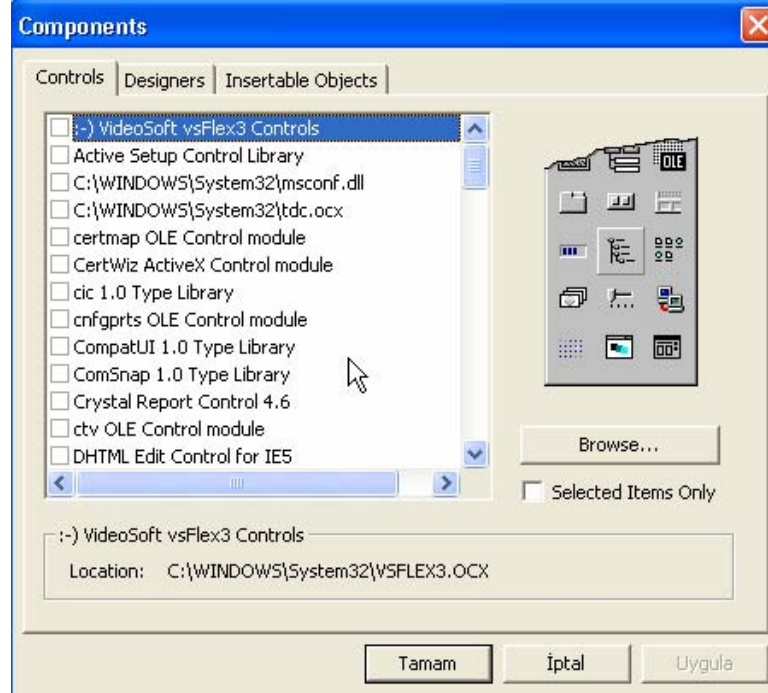 Components
Controls Designers Insertable Objects
:-) VideoSoft vsFlex3 Controls
Active Setup Control Library
C:\WINDOWS\System32\msconf.dll
C:\WINDOWS\System32\tdc.ocx
certmap OLE Control module
CertWiz ActiveX Control module
cic 1.0 Type Library
cnfgprts OLE Control module
CompatUI 1.0 Type Library
ComSnap 1.0 Type Library
Crystal Report Control 4.6
ctv OLE Control module
DHTML Edit Control for IE5
OLE
Browse...
Selected Items Only
:-) VideoSoft vsFlex3 Controls
Location: C:\WINDOWS\System32\VSFLEX3.OCX
Tamam İptal Uygula